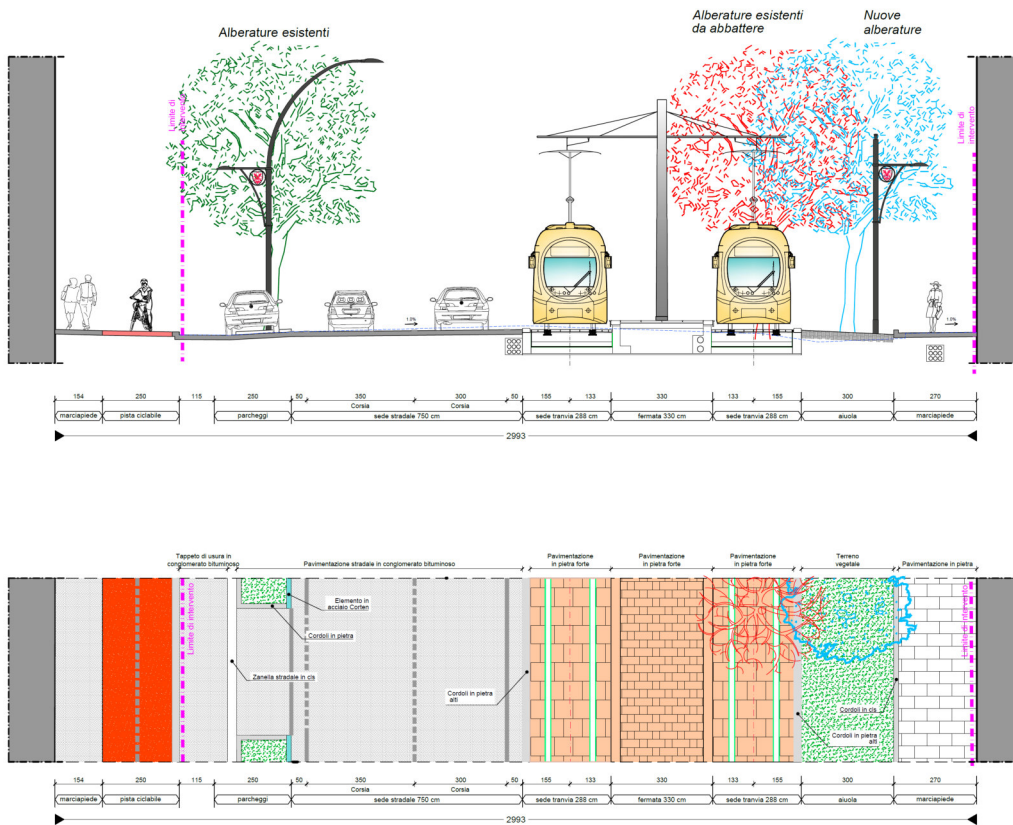 Alberature esistenti
Alberature esistenti
da abbattere
Nuove
alberature
Limite di
intervento
Limite di
intervento
1.0%
1.0%
154 250 115 250 50 350 300 50 155 133 330 133 155 300 270
Corsia Corsia
marciapiede pista ciclabile parcheggi sede stradale 750 cm sede tranvia 288 cm fermata 330 cm sede tranvia 288 cm aiuola marciapiede
2993
Tappeto di usura in
conglomerato bituminoso
Pavimentazione stradale in conglomerato bituminoso
Pavimentazione
in pietra forte
Pavimentazione
in pietra forte
Pavimentazione
in pietra forte
Terreno
vegetale
Pavimentazione in pietra
Limite di intervento
Elemento in
acciaio Corten
Cordoli in pietra
Zanella stradale in cls
Cordoli in pietra
alti
Cordoli in cls
Cordoli in pietra
alti
Limite di intervento
154 250 115 250 50 350 300 50 155 133 330 133 155 300 270
Corsia Corsia
marciapiede pista ciclabile parcheggi sede stradale 750 cm sede tranvia 288 cm fermata 330 cm sede tranvia 288 cm aiuola marciapiede
2993